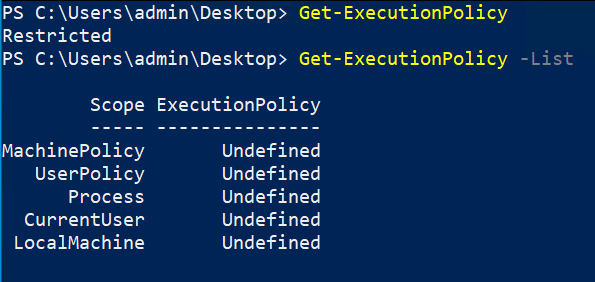 PS C:\Users\admin\Desktop> Get-ExecutionPolicy
Restricted
PS C:\Users\admin\Desktop> Get-ExecutionPolicy -List
Scope ExecutionPolicy
----- ---------------
MachinePolicy Undefined
UserPolicy Undefined
Process Undefined
CurrentUser Undefined
LocalMachine Undefined